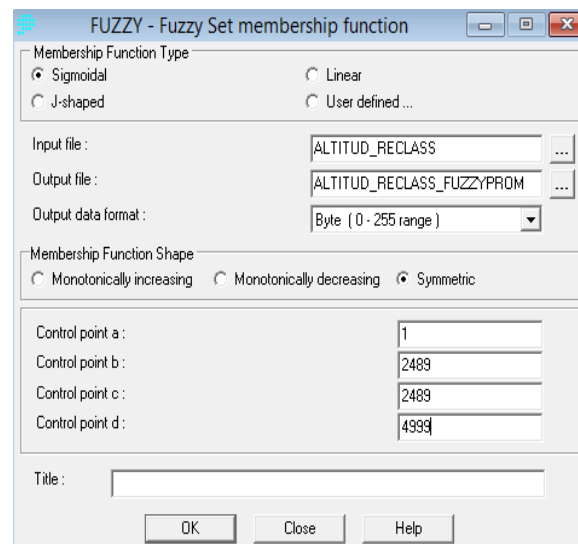 FUZZY - Fuzzy Set membership function
Membership Function Type
Sigmoidal
Linear
J-shaped
User defined ...
Input file :
ALTITUD_RECLASS
...
Output file :
ALTITUD_RECLASS_FUZZYPROM
...
Output data format :
Byte ( 0 - 255 range )
Membership Function Shape
Monotonically increasing
Monotonically decreasing
Symmetric
Control point a :
1
Control point b :
2489
Control point c :
2489
Control point d :
4999
Title :
OK
Close
Help